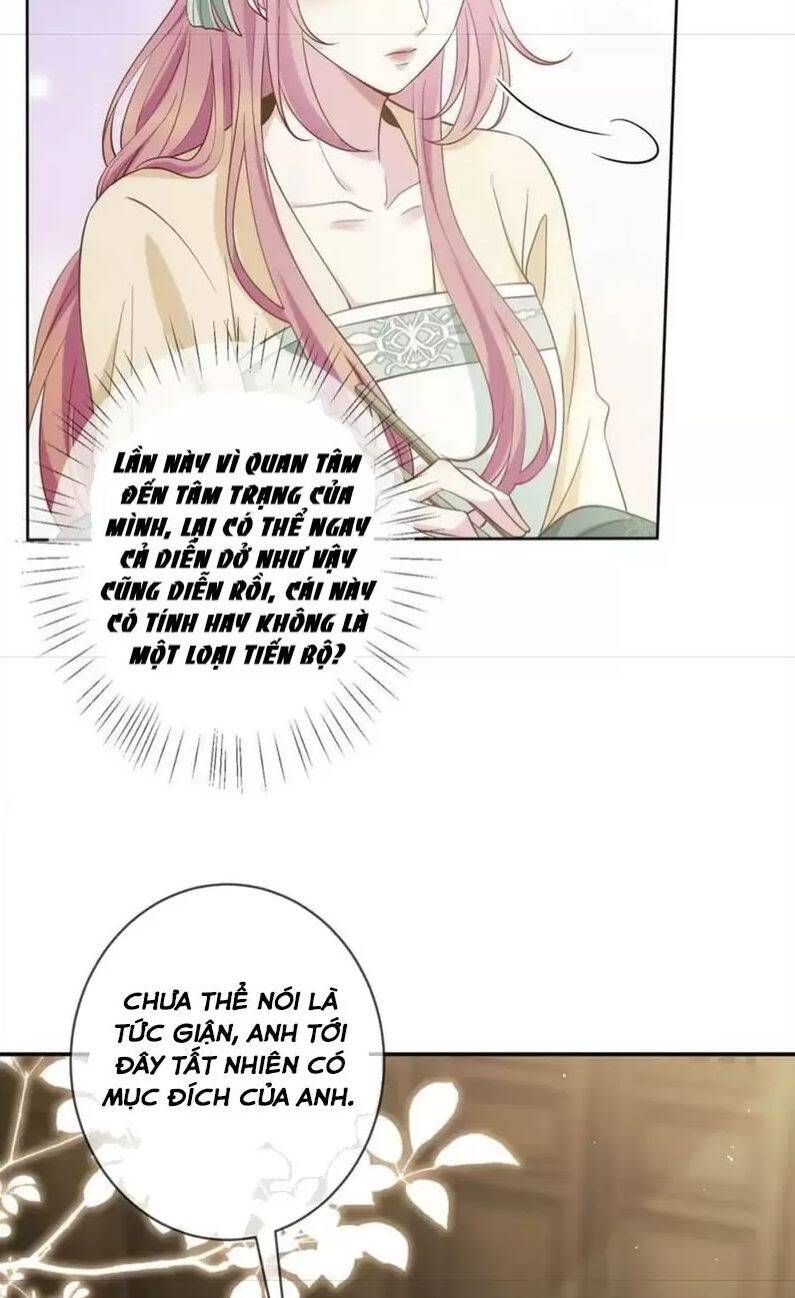 LẦN NÀY VÌ QUAN TÂM
ĐẾN TÂM TRẠNG CỦA
MÌNH, LẠI CÓ THỂ NGAY
CẢ DIỄN DỞ NHƯ VẬY
CŨNG DIỄN RỒI, CÁI NÀY
CÓ TÍNH HAY KHÔNG LÀ
MỘT LOẠI TIẾN BỘ?
CHƯA THỂ NÓI LÀ
TỨC GIẬN, ANH TỚI
ĐÂY TẤT NHIÊN CÓ
MỤC ĐÍCH CỦA ANH.